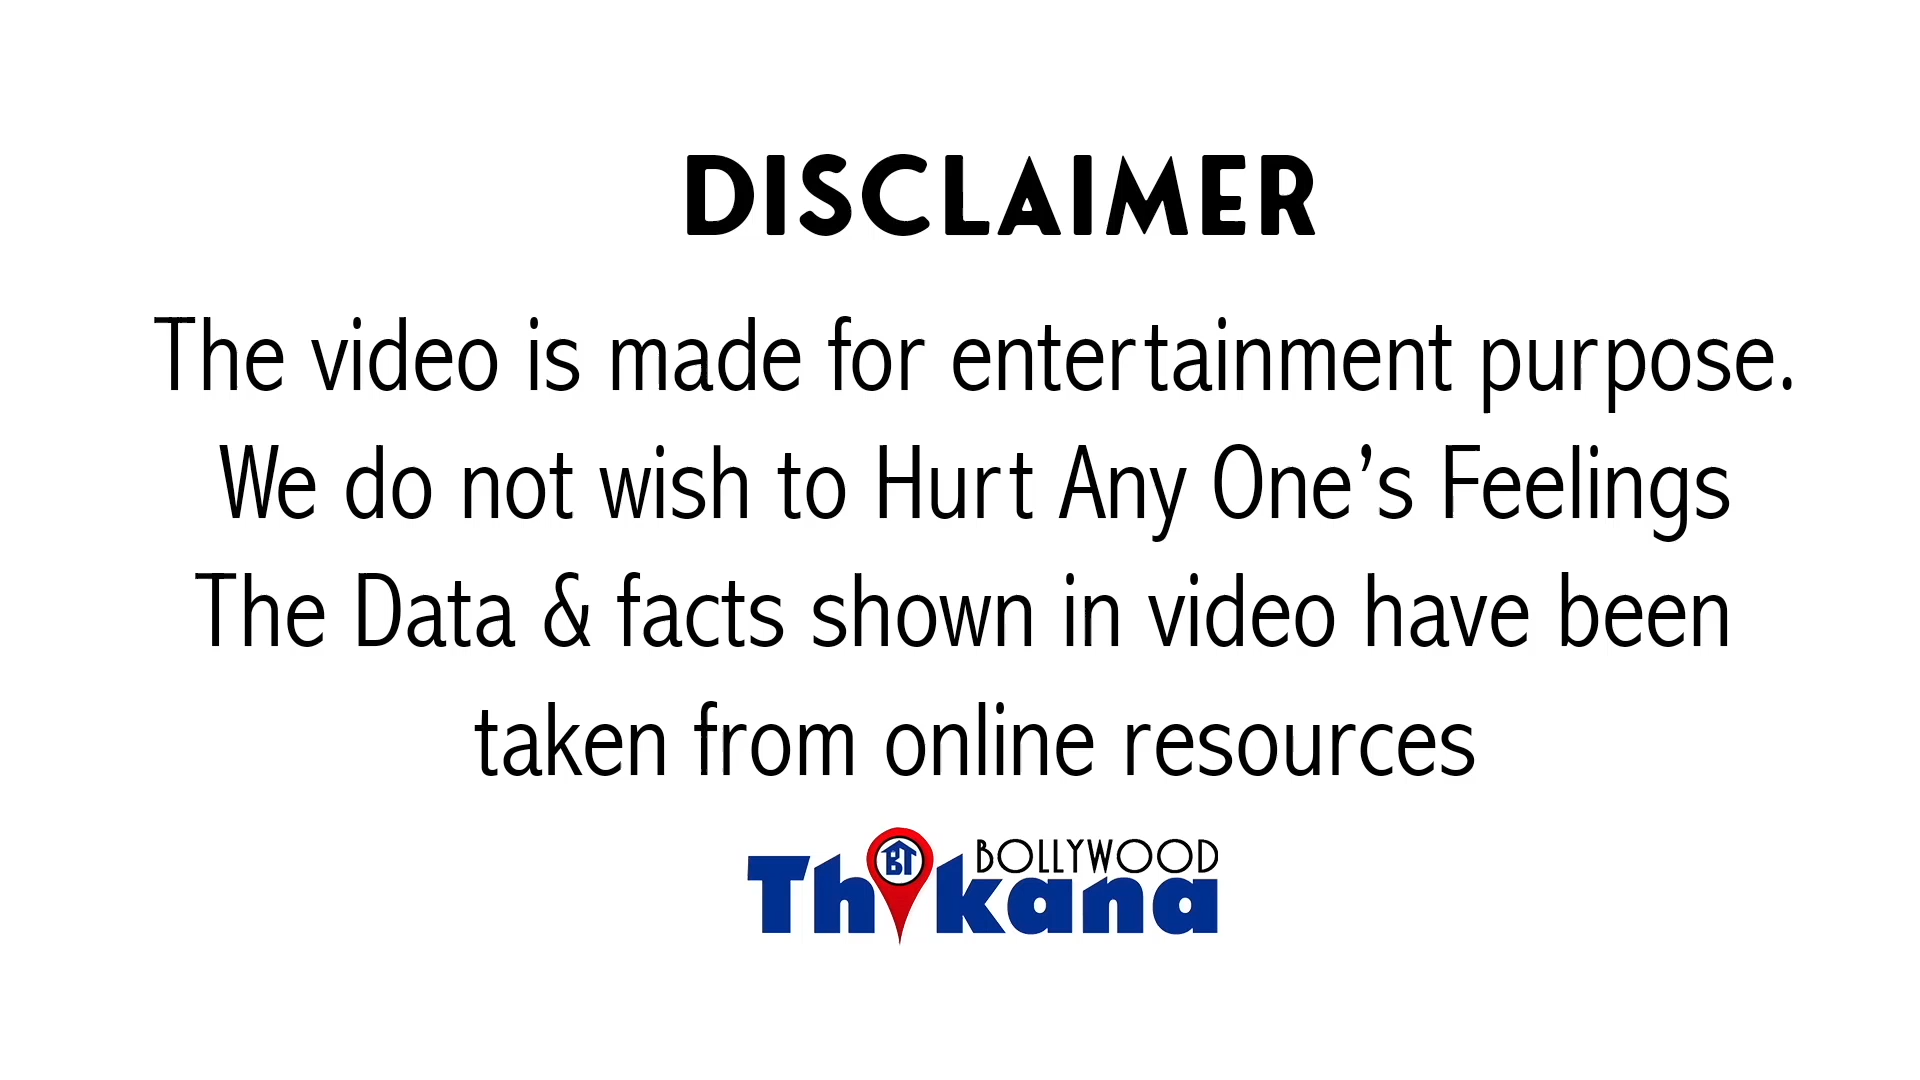 DISCLAIMER
The video is made for entertainment purpose.
We do not wish to Hurt Any One’s Feelings
The Data & facts shown in video have been
taken from online resources
BT
BOLLYWOOD
Thikana